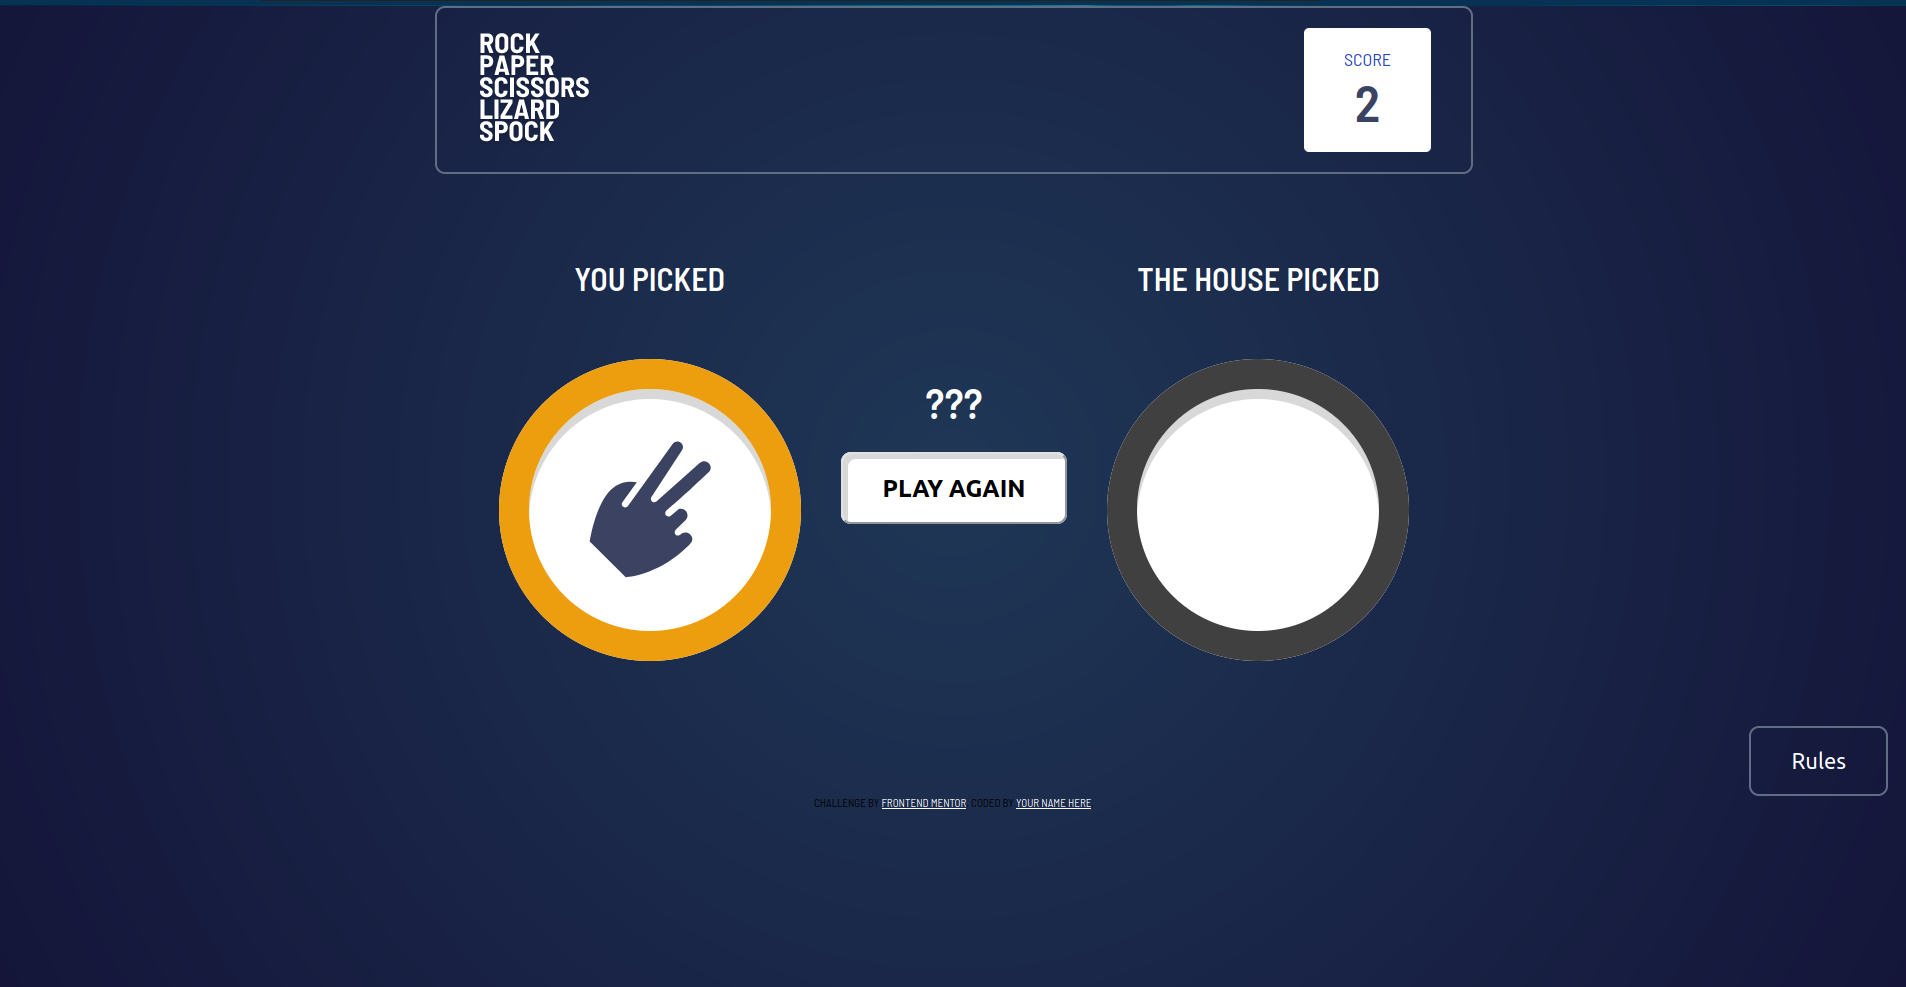 ROCK
PAPER
SCISSORS
LIZARD
SPOCK
SCORE
2
YOU PICKED
THE HOUSE PICKED
???
PLAY AGAIN
Rules
CHALLENGE BY FRONTEND MENTOR. CODED BY YOUR NAME HERE.